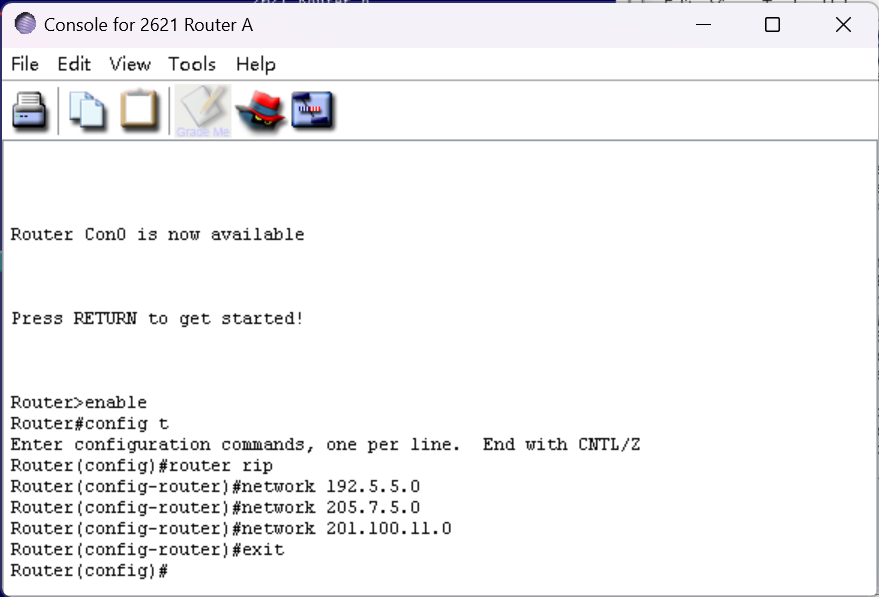 Console for 2621 Router A
File Edit View Tools Help
Grade Me
Router Con0 is now available
Press RETURN to get started!
Router>enable
Router#config t
Enter configuration commands, one per line.  End with CNTL/Z
Router(config)#router rip
Router(config-router)#network 192.5.5.0
Router(config-router)#network 205.7.5.0
Router(config-router)#network 201.100.11.0
Router(config-router)#exit
Router(config)#